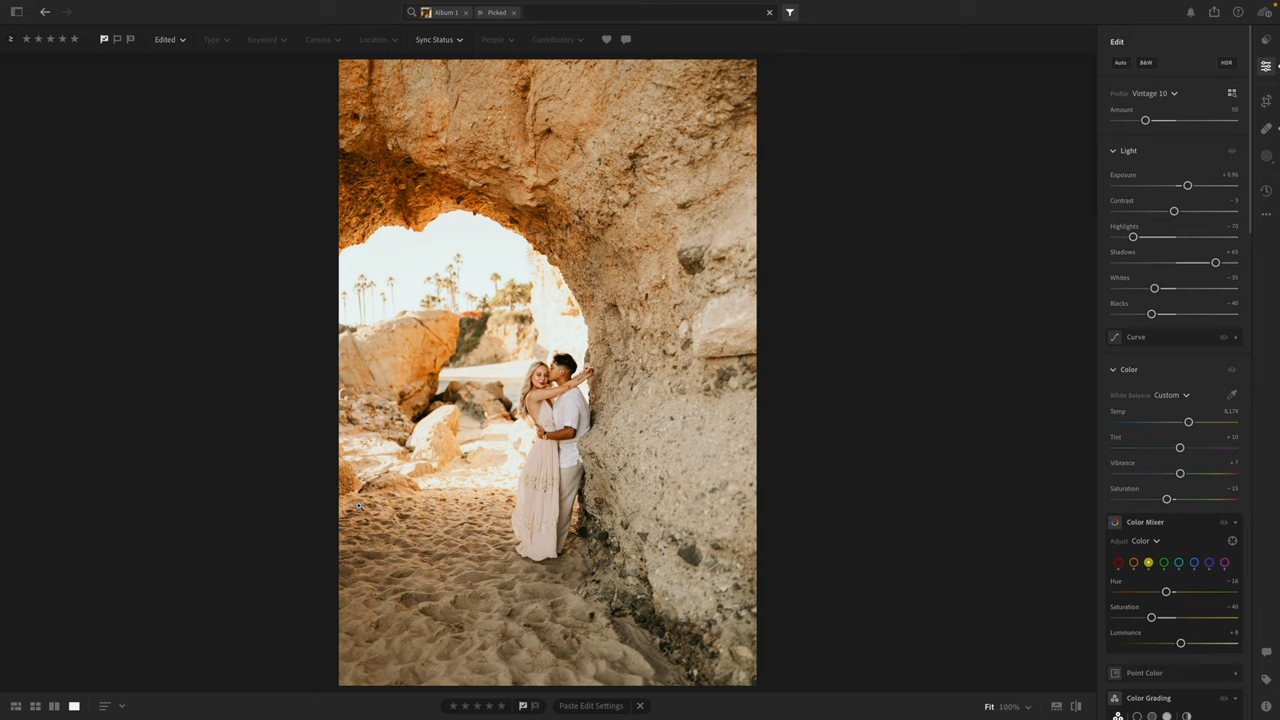 Album 1 × Picked ×
≥ Edited Type Keyword Camera Location Sync Status People Contributors
Edit
Auto B&W HDR
Profile Vintage 10
Amount 50
Light
Exposure + 0.96
Contrast – 3
Highlights – 70
Shadows + 65
Whites – 35
Blacks – 40
Curve
Color
White Balance Custom
Temp 8,179
Tint + 10
Vibrance + 7
Saturation – 15
Color Mixer
Adjust Color
Hue – 16
Saturation – 40
Luminance + 8
Point Color
Color Grading
Paste Edit Settings
Fit 100%